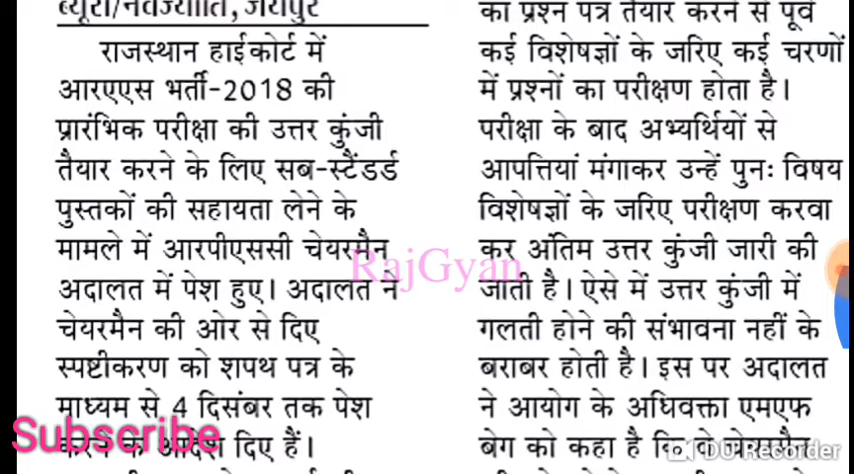 ब्यूरो/नवज्योति, जयपुर
राजस्थान हाईकोर्ट में
आरएएस भर्ती-2018 की
प्रारंभिक परीक्षा की उत्तर कुंजी
तैयार करने के लिए सब-स्टैंडर्ड
पुस्तकों की सहायता लेने के
मामले में आरपीएससी चेयरमैन
अदालत में पेश हुए। अदालत ने
चेयरमैन की ओर से दिए
स्पष्टीकरण को शपथ पत्र के
माध्यम से 4 दिसंबर तक पेश
करने के आदेश दिए हैं।
का प्रश्न पत्र तैयार करने से पूर्व
कई विशेषज्ञों के जरिए कई चरणों
में प्रश्नों का परीक्षण होता है।
परीक्षा के बाद अभ्यर्थियों से
आपत्तियां मंगाकर उन्हें पुनः विषय
विशेषज्ञों के जरिए परीक्षण करवा
कर अंतिम उत्तर कुंजी जारी की
जाती है। ऐसे में उत्तर कुंजी में
गलती होने की संभावना नहीं के
बराबर होती है। इस पर अदालत
ने आयोग के अधिवक्ता एमएफ
बेग को कहा है कि वे चेयरमैन
RajGyan
Subscribe
DU Recorder